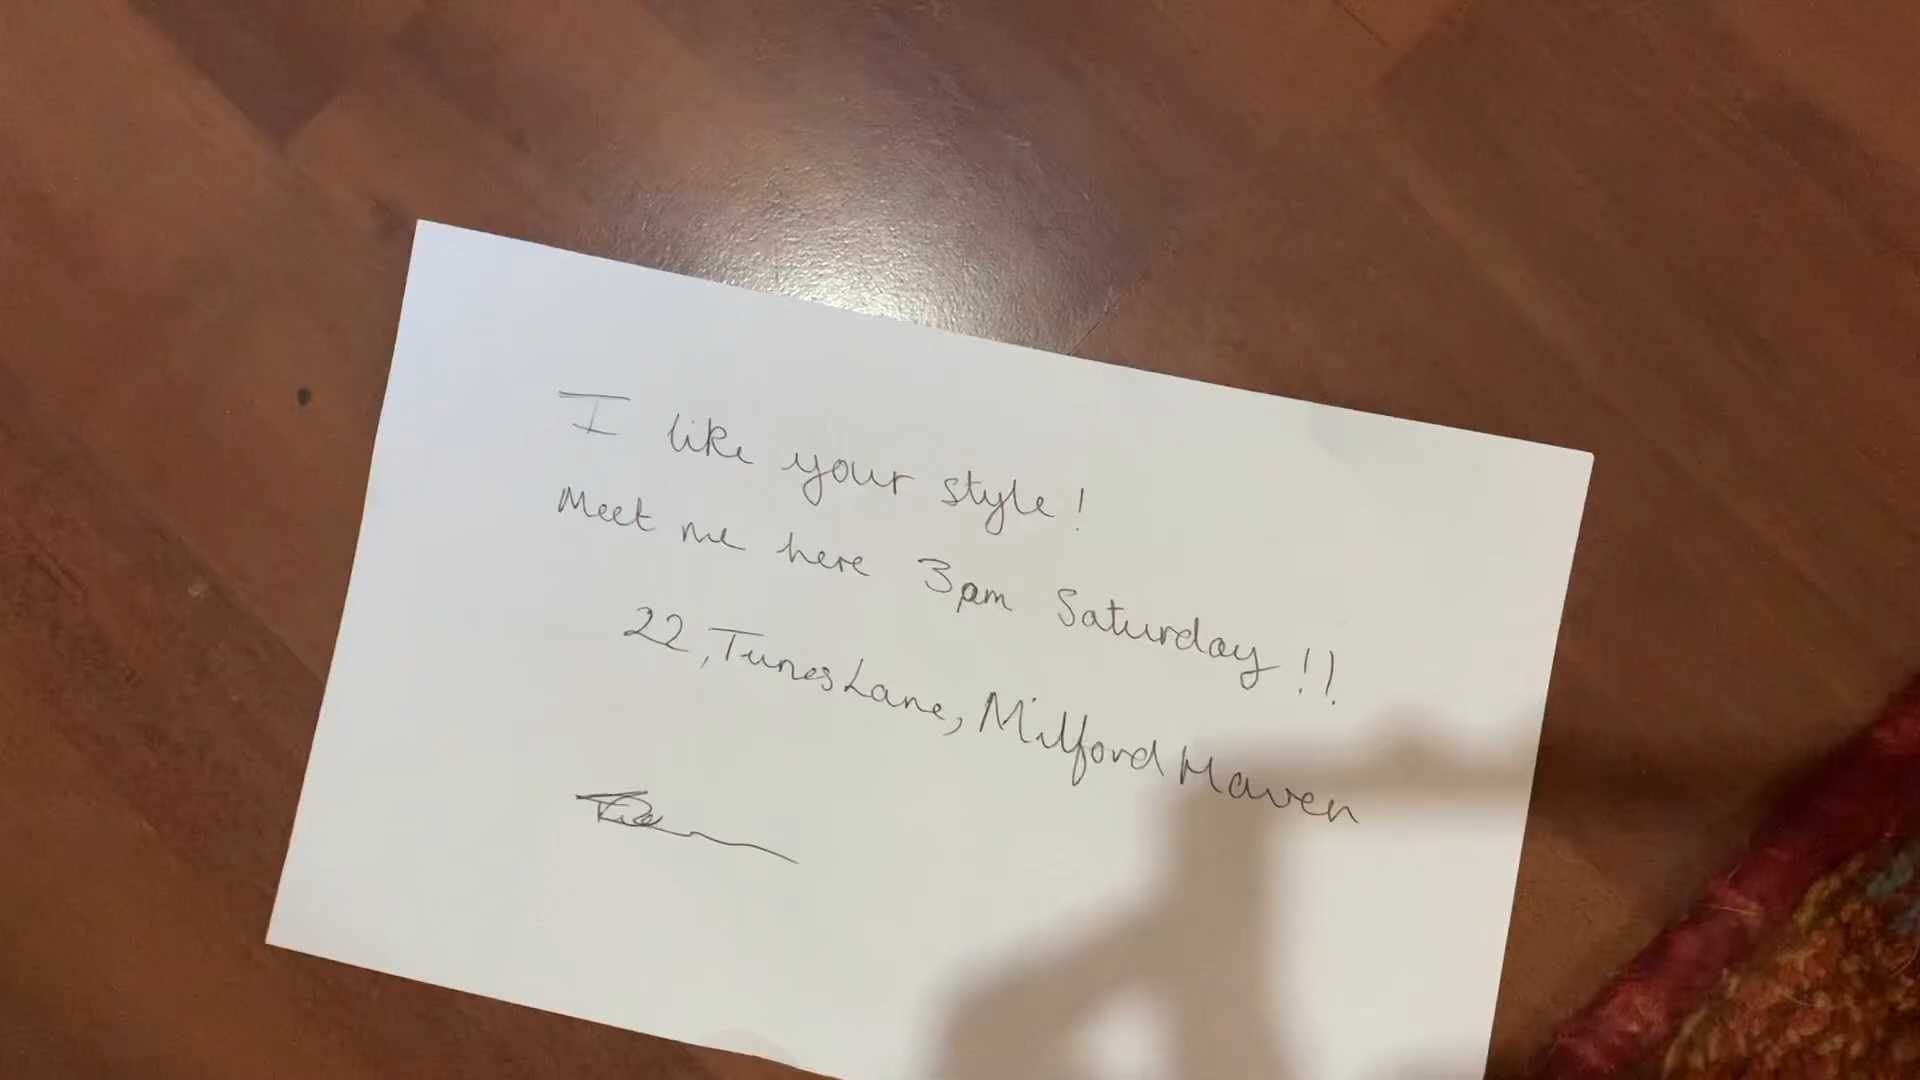 I like your style!
Meet me here 3pm Saturday!!
22, Tunes Lane, Milford Haven